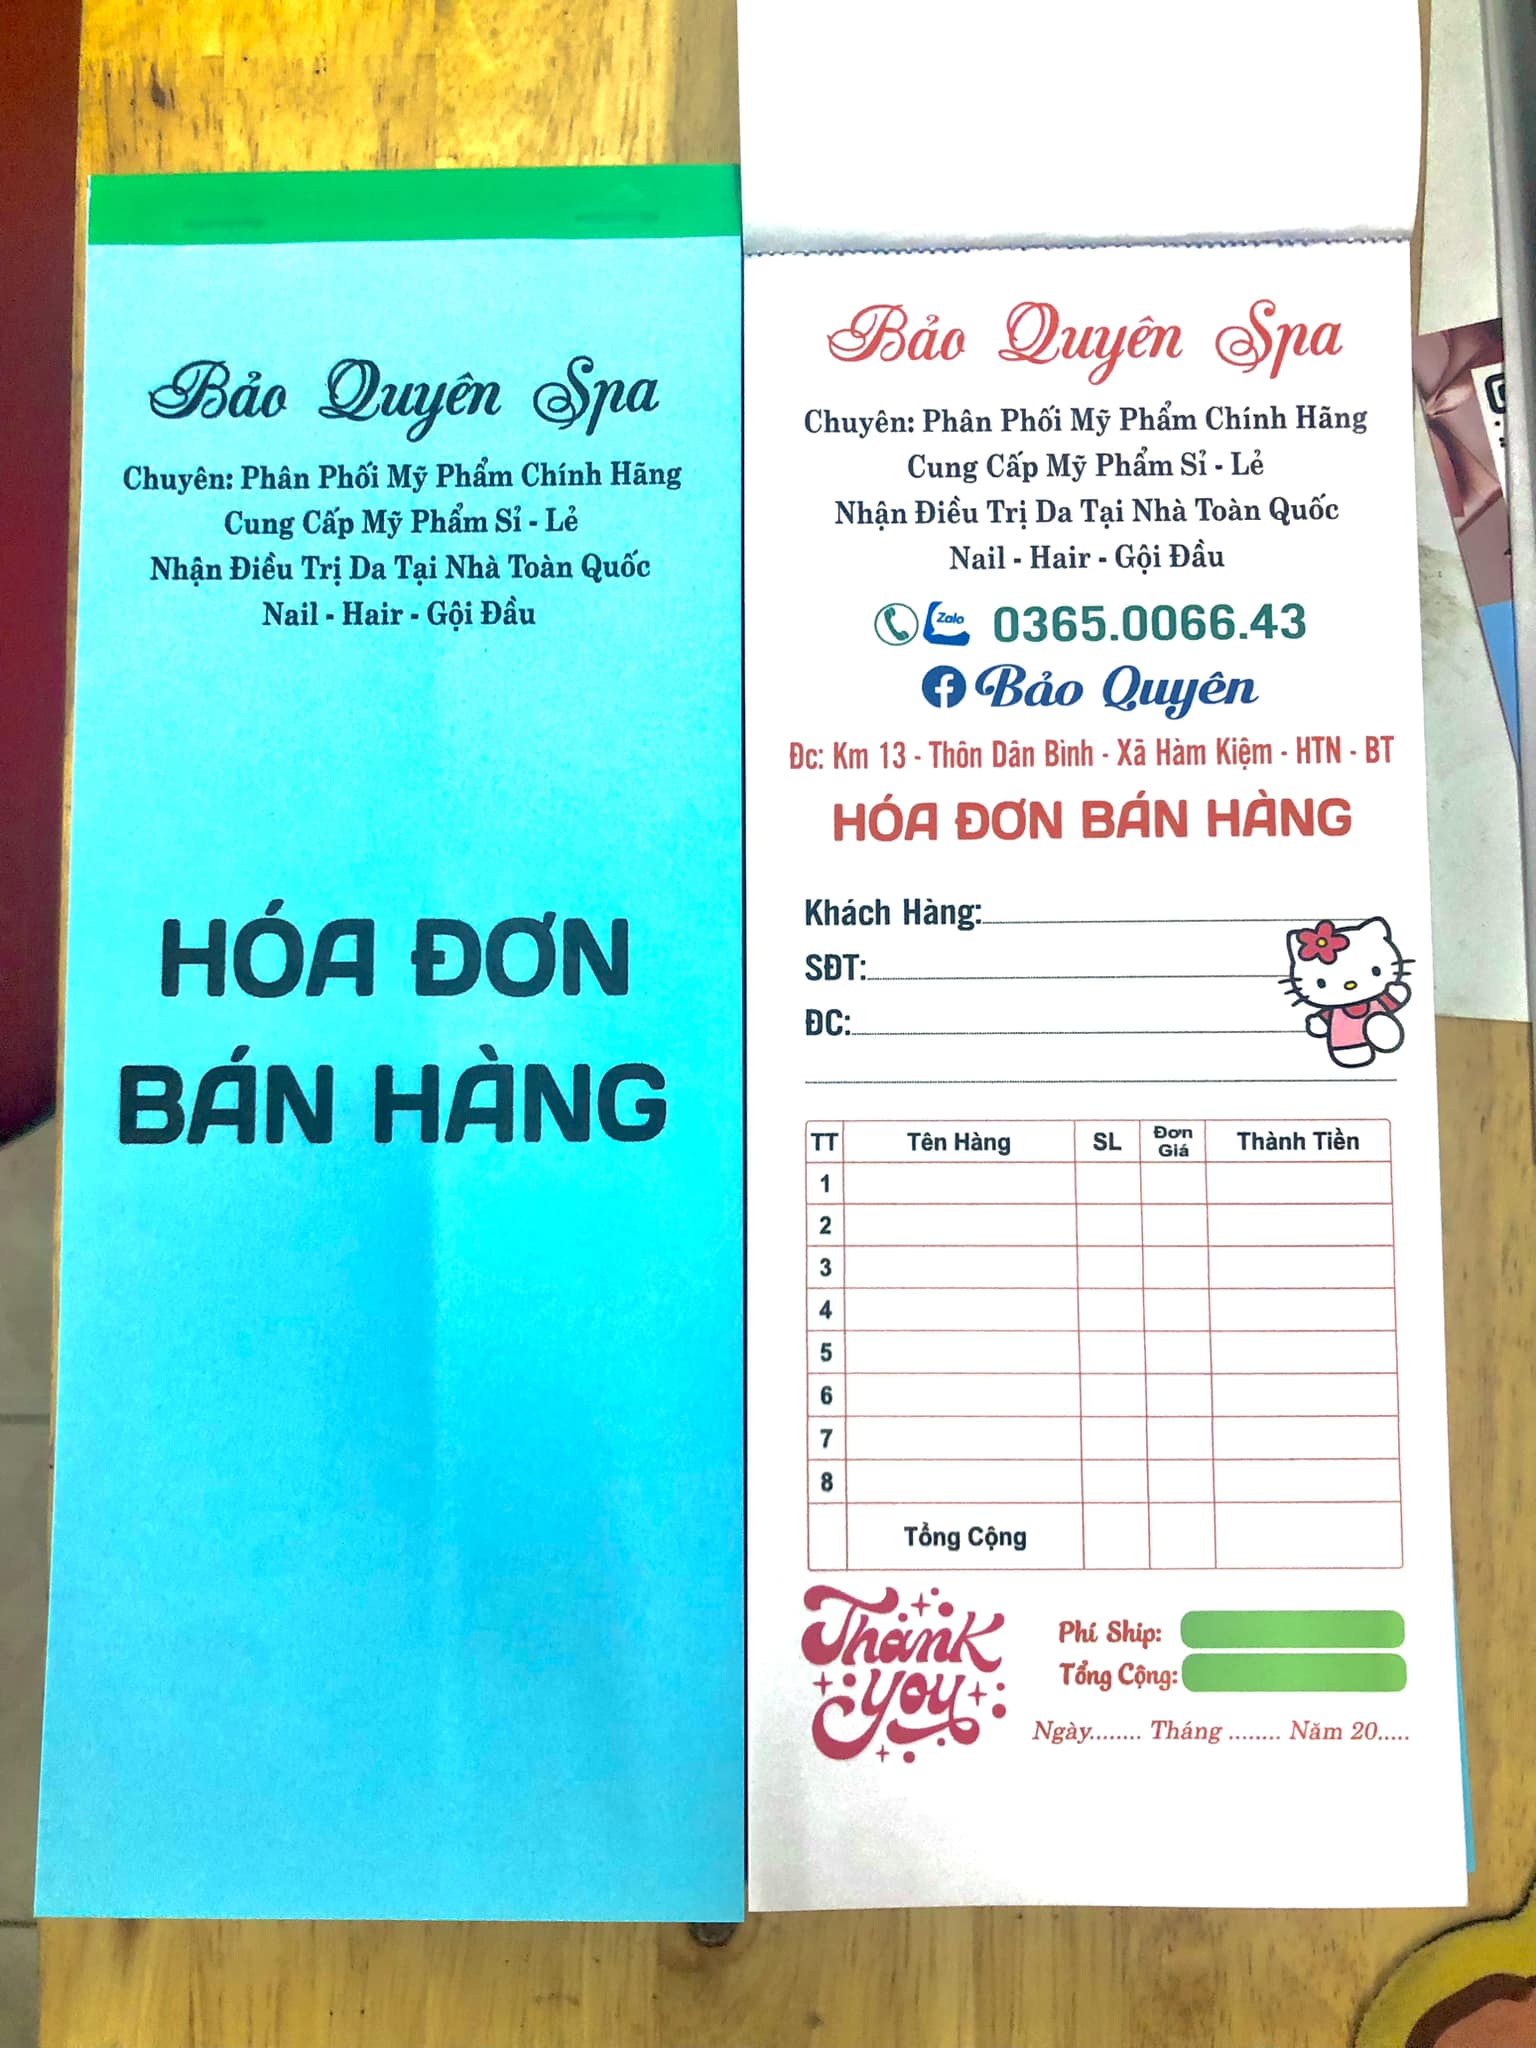 Bảo Quyên Spa
Chuyên: Phân Phối Mỹ Phẩm Chính Hãng
Cung Cấp Mỹ Phẩm Sỉ - Lẻ
Nhận Điều Trị Da Tại Nhà Toàn Quốc
Nail - Hair - Gội Đầu
HÓA ĐƠN
BÁN HÀNG
Bảo Quyên Spa
Chuyên: Phân Phối Mỹ Phẩm Chính Hãng
Cung Cấp Mỹ Phẩm Sỉ - Lẻ
Nhận Điều Trị Da Tại Nhà Toàn Quốc
Nail - Hair - Gội Đầu
Zalo 0365.0066.43
Bảo Quyên
Đc: Km 13 - Thôn Dân Bình - Xã Hàm Kiệm - HTN - BT
HÓA ĐƠN BÁN HÀNG
Khách Hàng:
SĐT:
ĐC:
TT Tên Hàng SL Đơn Giá Thành Tiền
1
2
3
4
5
6
7
8
Tổng Cộng
Thank
you
Phí Ship:
Tổng Cộng:
Ngày........ Tháng ........ Năm 20.....